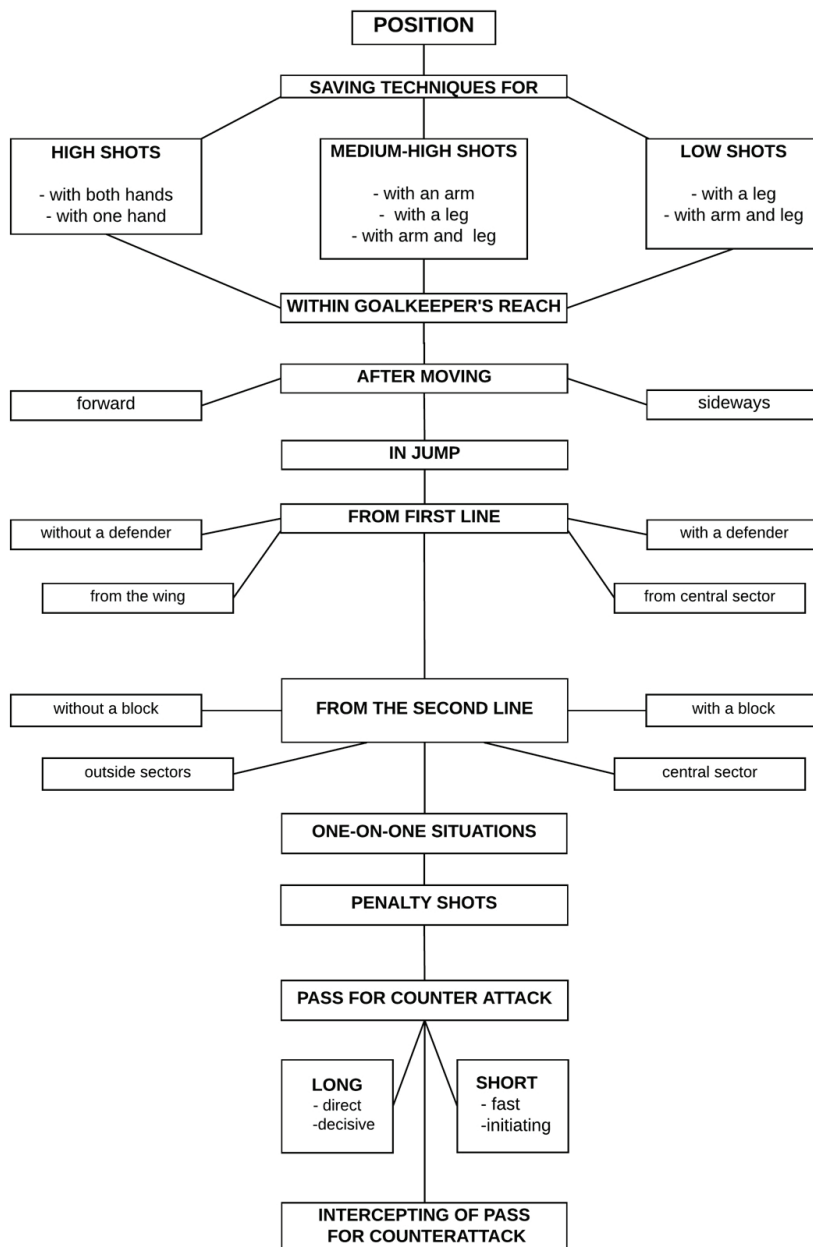 POSITION
SAVING TECHNIQUES FOR
HIGH SHOTS
- with both hands
- with one hand
MEDIUM-HIGH SHOTS
- with an arm
- with a leg
- with arm and leg
LOW SHOTS
- with a leg
- with arm and leg
WITHIN GOALKEEPER'S REACH
AFTER MOVING
forward
sideways
IN JUMP
FROM FIRST LINE
without a defender
with a defender
from the wing
from central sector
FROM THE SECOND LINE
without a block
with a block
outside sectors
central sector
ONE-ON-ONE SITUATIONS
PENALTY SHOTS
PASS FOR COUNTER ATTACK
LONG
- direct
-decisive
SHORT
- fast
-initiating
INTERCEPTING OF PASS
FOR COUNTERATTACK